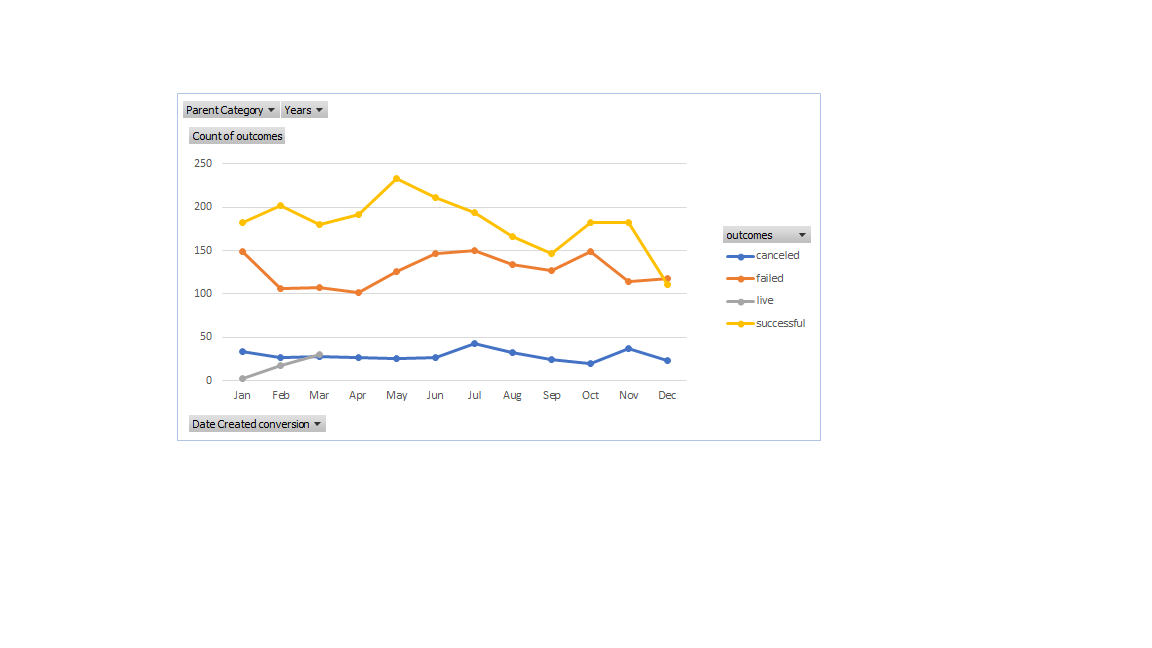 Parent Category Years
Count of outcomes
250
200
150
100
50
0
Jan Feb Mar Apr May Jun Jul Aug Sep Oct Nov Dec
outcomes
canceled
failed
live
successful
Date Created conversion